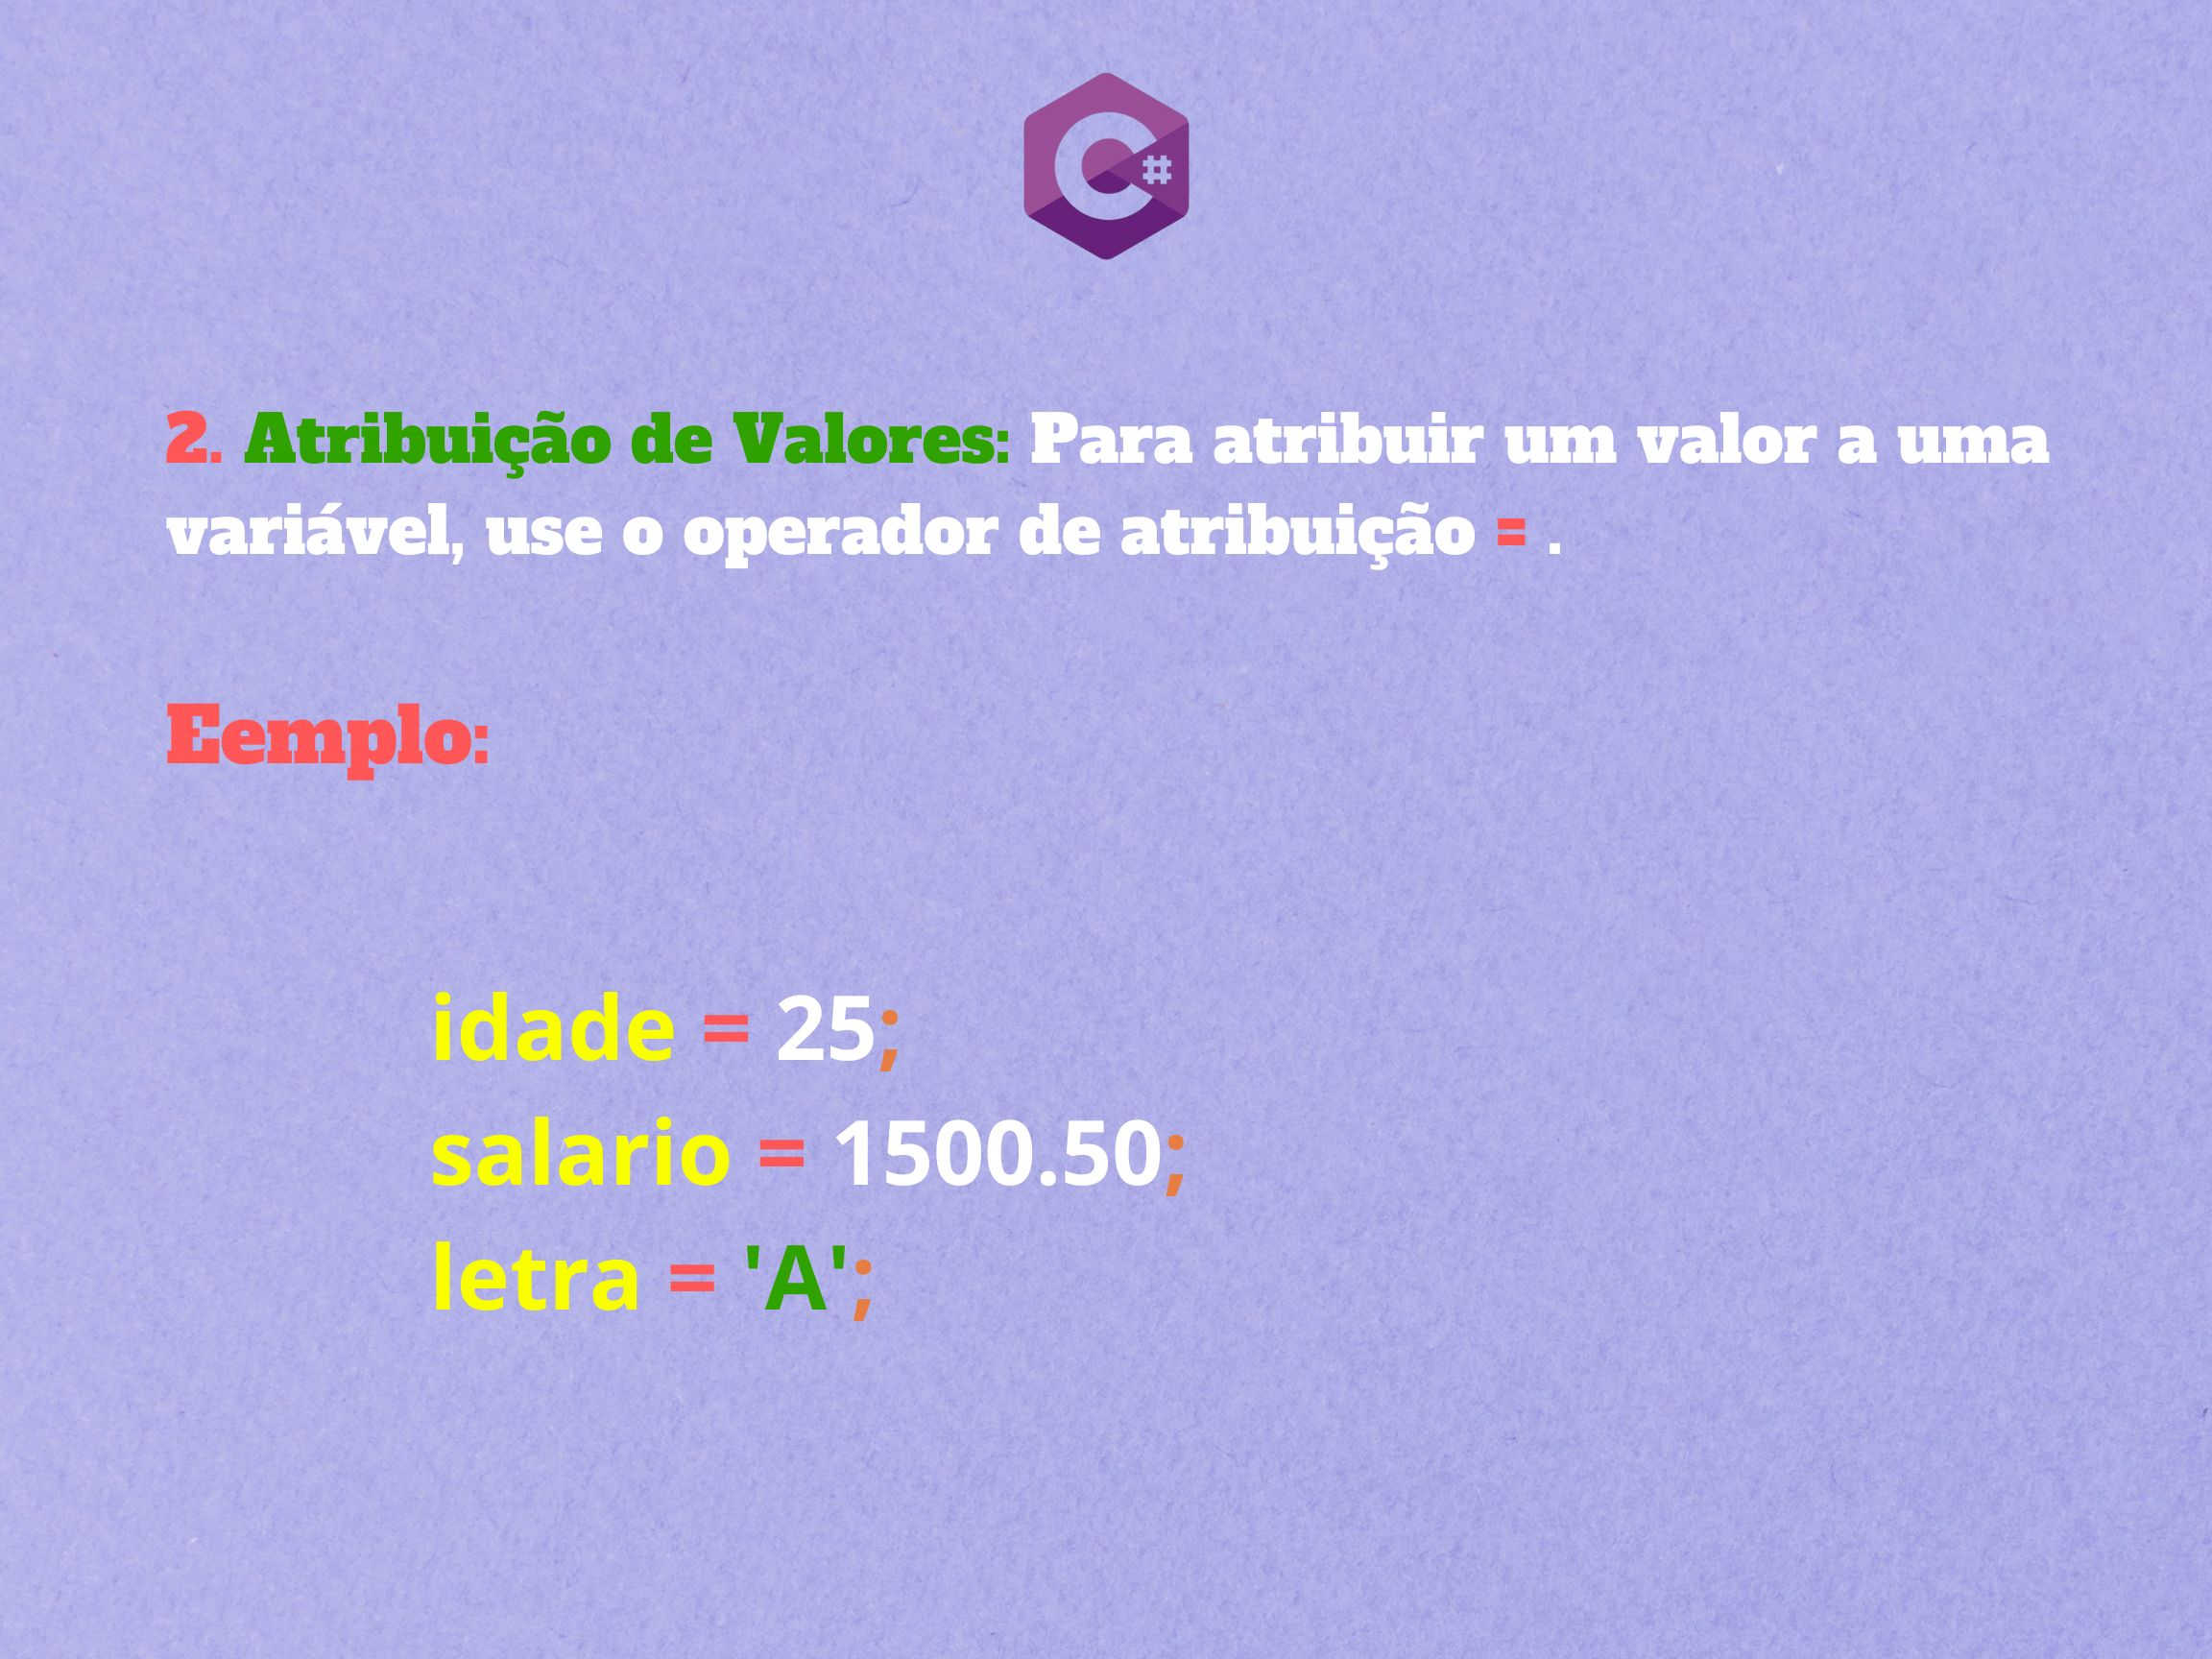 C#
2. Atribuição de Valores: Para atribuir um valor a uma
variável, use o operador de atribuição = .
Eemplo:
idade = 25;
salario = 1500.50;
letra = 'A';